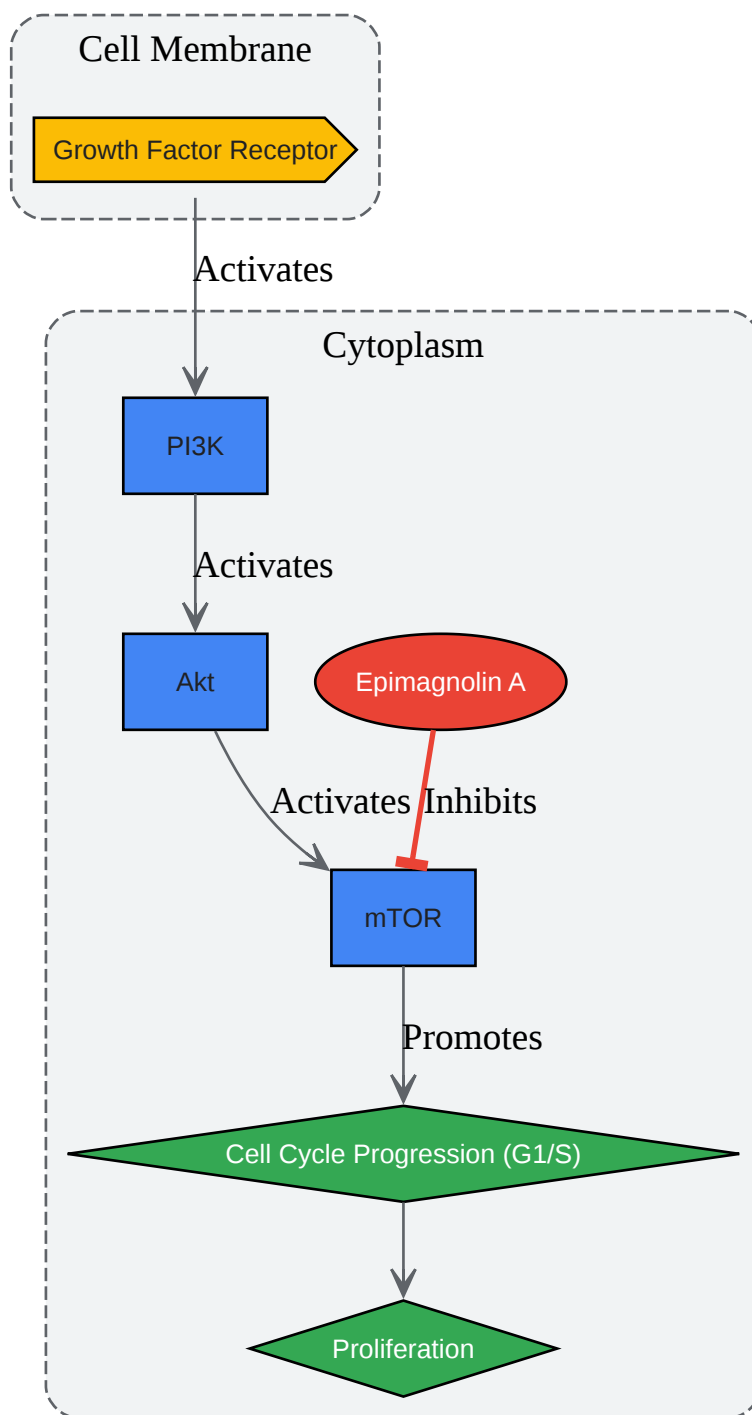 Cell Membrane
Growth Factor Receptor
Activates
Cytoplasm
PI3K
Activates
Akt
Epimagnolin A
Activates
Inhibits
mTOR
Promotes
Cell Cycle Progression (G1/S)
Proliferation